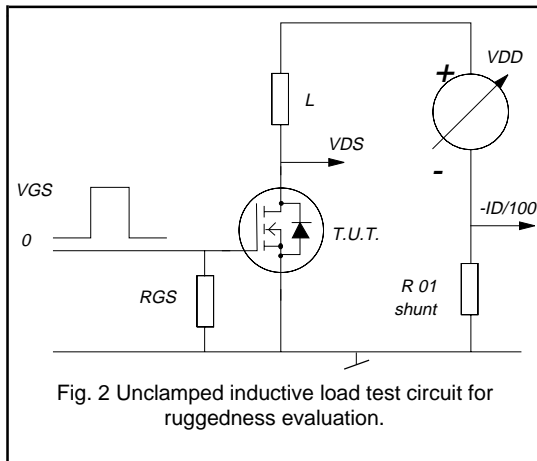 +
VDD
L
VDS
-
VGS
-ID/100
0
T.U.T.
RGS
R 01
shunt
Fig. 2 Unclamped inductive load test circuit for
ruggedness evaluation.